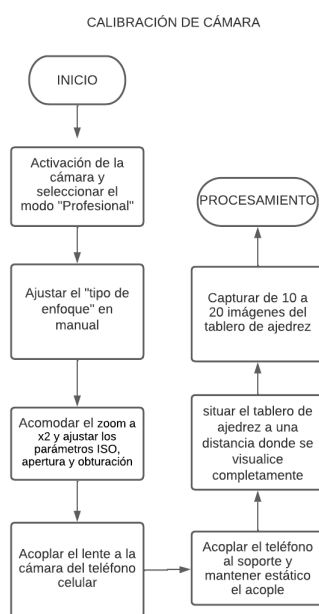 CALIBRACIÓN DE CÁMARA
INICIO
Activación de la
cámara y
seleccionar el
modo "Profesional"
Ajustar el "tipo de
enfoque" en
manual
Acomodar el zoom a
x2 y ajustar los
parámetros ISO,
apertura y obturación
Acoplar el lente a la
cámara del teléfono
celular
Acoplar el teléfono
al soporte y
mantener estático
el acople
situar el tablero de
ajedrez a una
distancia donde se
visualice
completamente
Capturar de 10 a
20 imágenes del
tablero de ajedrez
PROCESAMIENTO